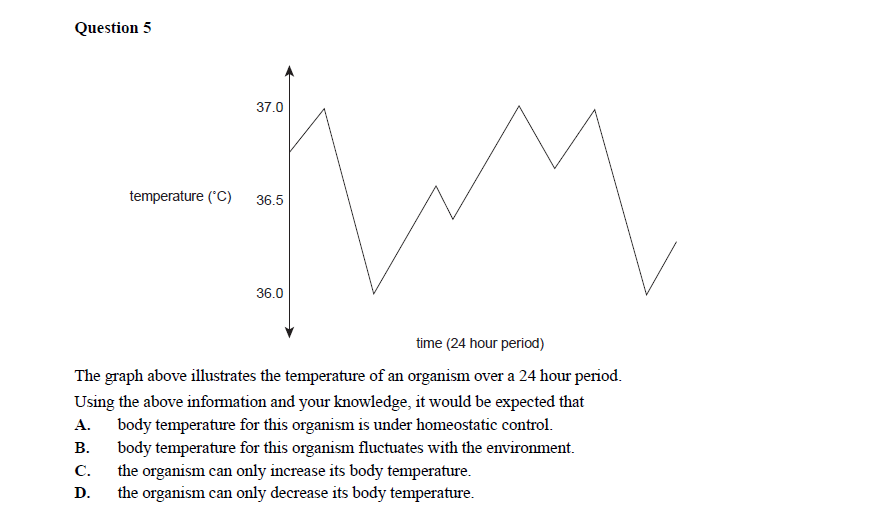 Question 5
37.0
temperature (˚C) 36.5
36.0
time (24 hour period)
The graph above illustrates the temperature of an organism over a 24 hour period.
Using the above information and your knowledge, it would be expected that
A. body temperature for this organism is under homeostatic control.
B. body temperature for this organism fluctuates with the environment.
C. the organism can only increase its body temperature.
D. the organism can only decrease its body temperature.